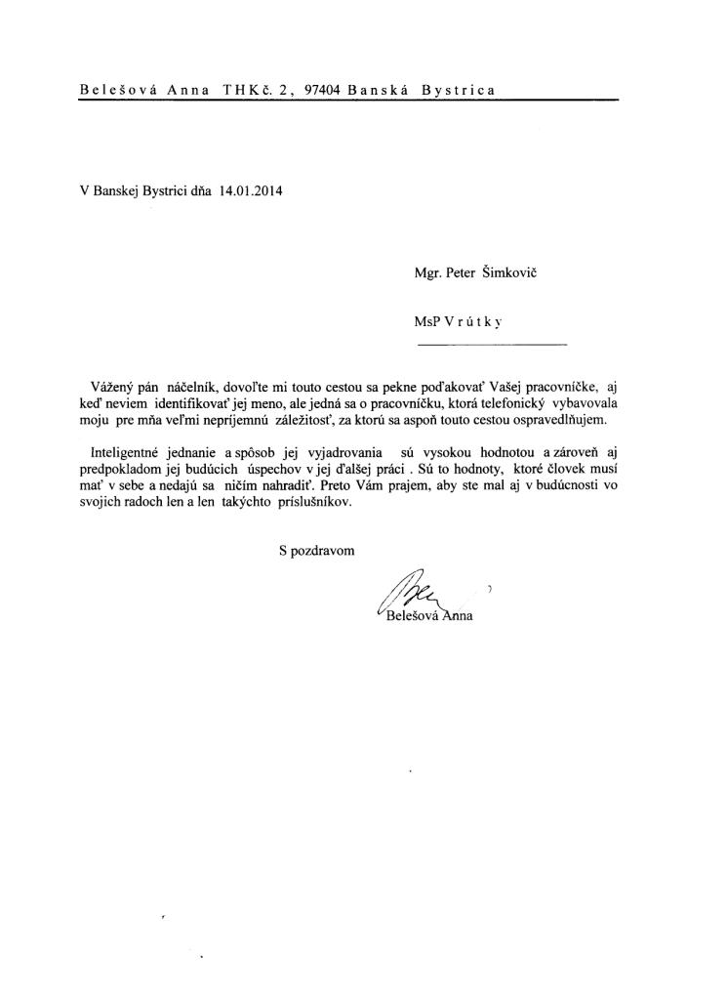 Belešová Anna THKč. 2, 97404 Banská Bystrica
V Banskej Bystrici dňa 14.01.2014
Mgr. Peter Šimkovič
MsP Vrútky
Vážený pán náčelník, dovoľte mi touto cestou sa pekne poďakovať Vašej pracovníčke, aj
keď neviem identifikovať jej meno, ale jedná sa o pracovníčku, ktorá telefonický vybavovala
moju pre mňa veľmi nepríjemnú záležitosť, za ktorú sa aspoň touto cestou ospravedlňujem.
Inteligentné jednanie a spôsob jej vyjadrovania sú vysokou hodnotou a zároveň aj
predpokladom jej budúcich úspechov v jej ďalšej práci . Sú to hodnoty, ktoré človek musí
mať v sebe a nedajú sa ničím nahradiť. Preto Vám prajem, aby ste mal aj v budúcnosti vo
svojich radoch len a len takýchto príslušníkov.
S pozdravom
Belešová Anna